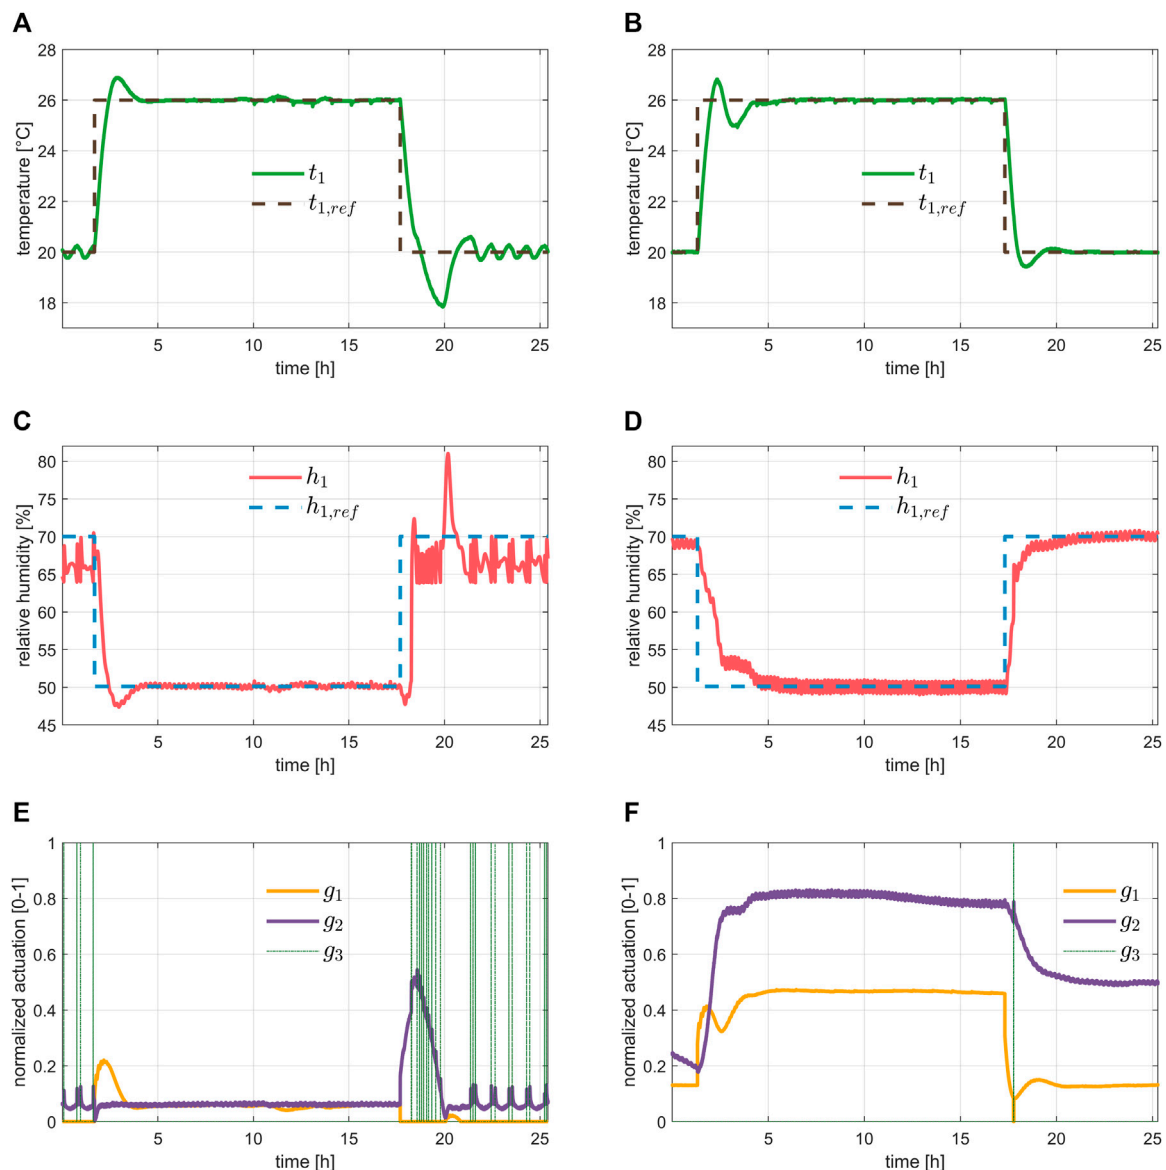 A
28
26
24
22
20
18
temperature [°C]
t1
t1,ref
5
10
15
20
25
time [h]
B
28
26
24
22
20
18
temperature [°C]
t1
t1,ref
5
10
15
20
25
time [h]
C
80
75
70
65
60
55
50
45
relative humidity [%]
h1
h1,ref
5
10
15
20
25
time [h]
D
80
75
70
65
60
55
50
45
relative humidity [%]
h1
h1,ref
5
10
15
20
25
time [h]
E
1
0.8
0.6
0.4
0.2
0
normalized actuation [0-1]
g1
g2
g3
5
10
15
20
25
time [h]
F
1
0.8
0.6
0.4
0.2
0
normalized actuation [0-1]
g1
g2
g3
5
10
15
20
25
time [h]